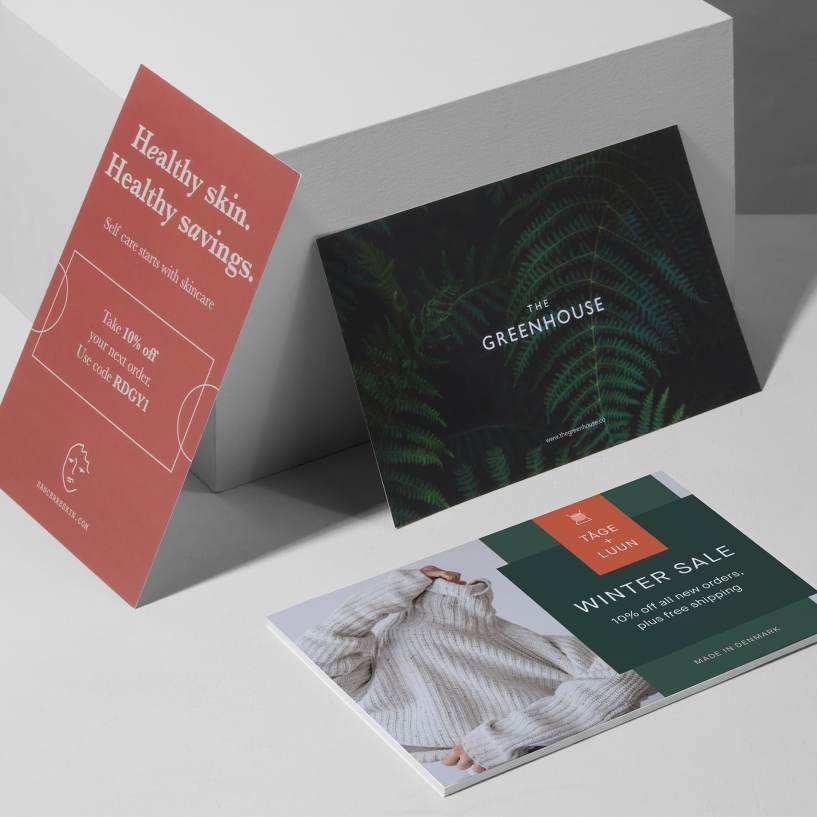 Healthy skin.
Healthy savings.
Self care starts with skincare
Take 10% off
your next order.
Use code RDGY1
SANCERRESKIN.COM
THE
GREENHOUSE
www.thegreenhouse.co
TAGE
+
LUUN
WINTER SALE
10% off all new orders,
plus free shipping
MADE IN DENMARK